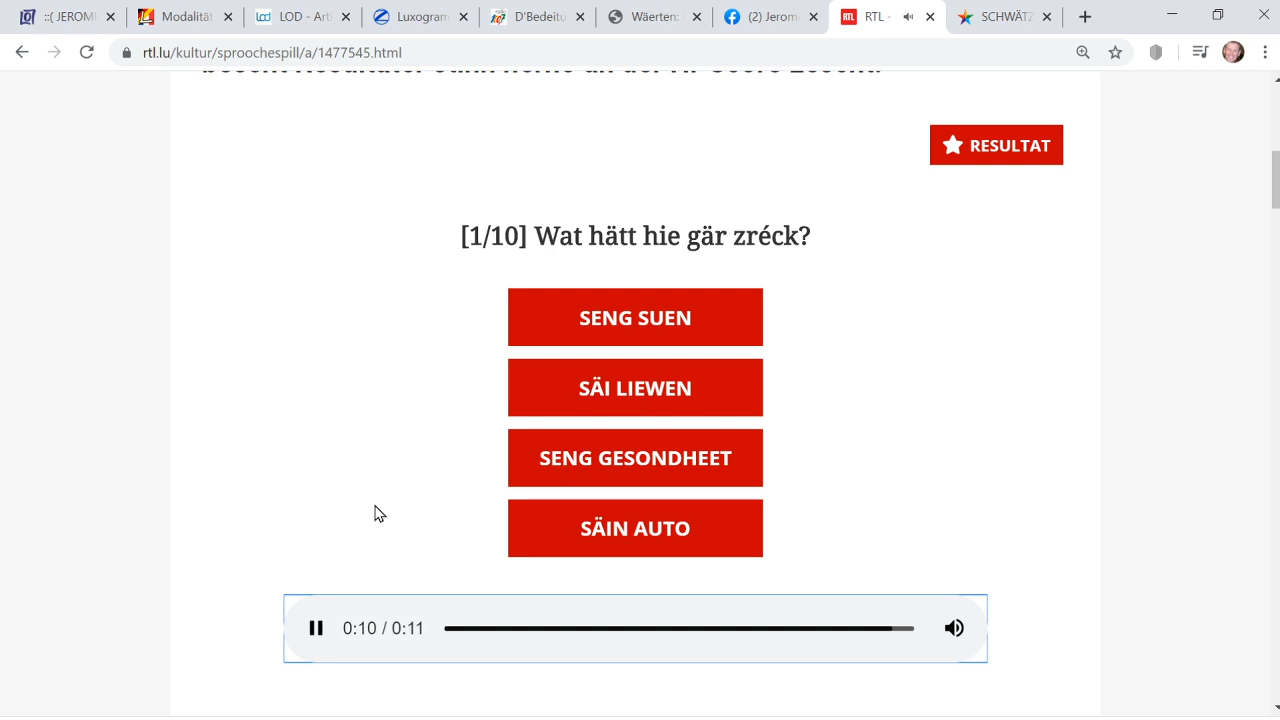 ::( JEROM
Modalität
LOD - Arti
Luxogram
D'Bedeitu
Wäerten:
(2) Jerom
RTL -
SCHWÄTZ
rtl.lu/kultur/sproochespill/a/1477545.html
RESULTAT
[1/10] Wat hätt hie gär zréck?
SENG SUEN
SÄI LIEWEN
SENG GESONDHEET
SÄIN AUTO
0:10 / 0:11